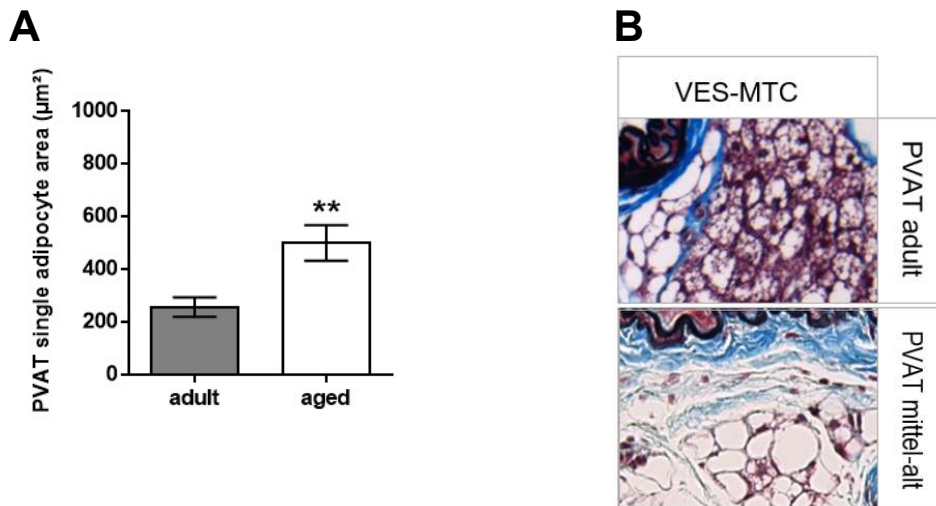 A
PVAT single adipocyte area (µm²)
1000
800
600
400
200
0
**
adult
aged
B
VES-MTC
PVAT adult
PVAT mittel-alt